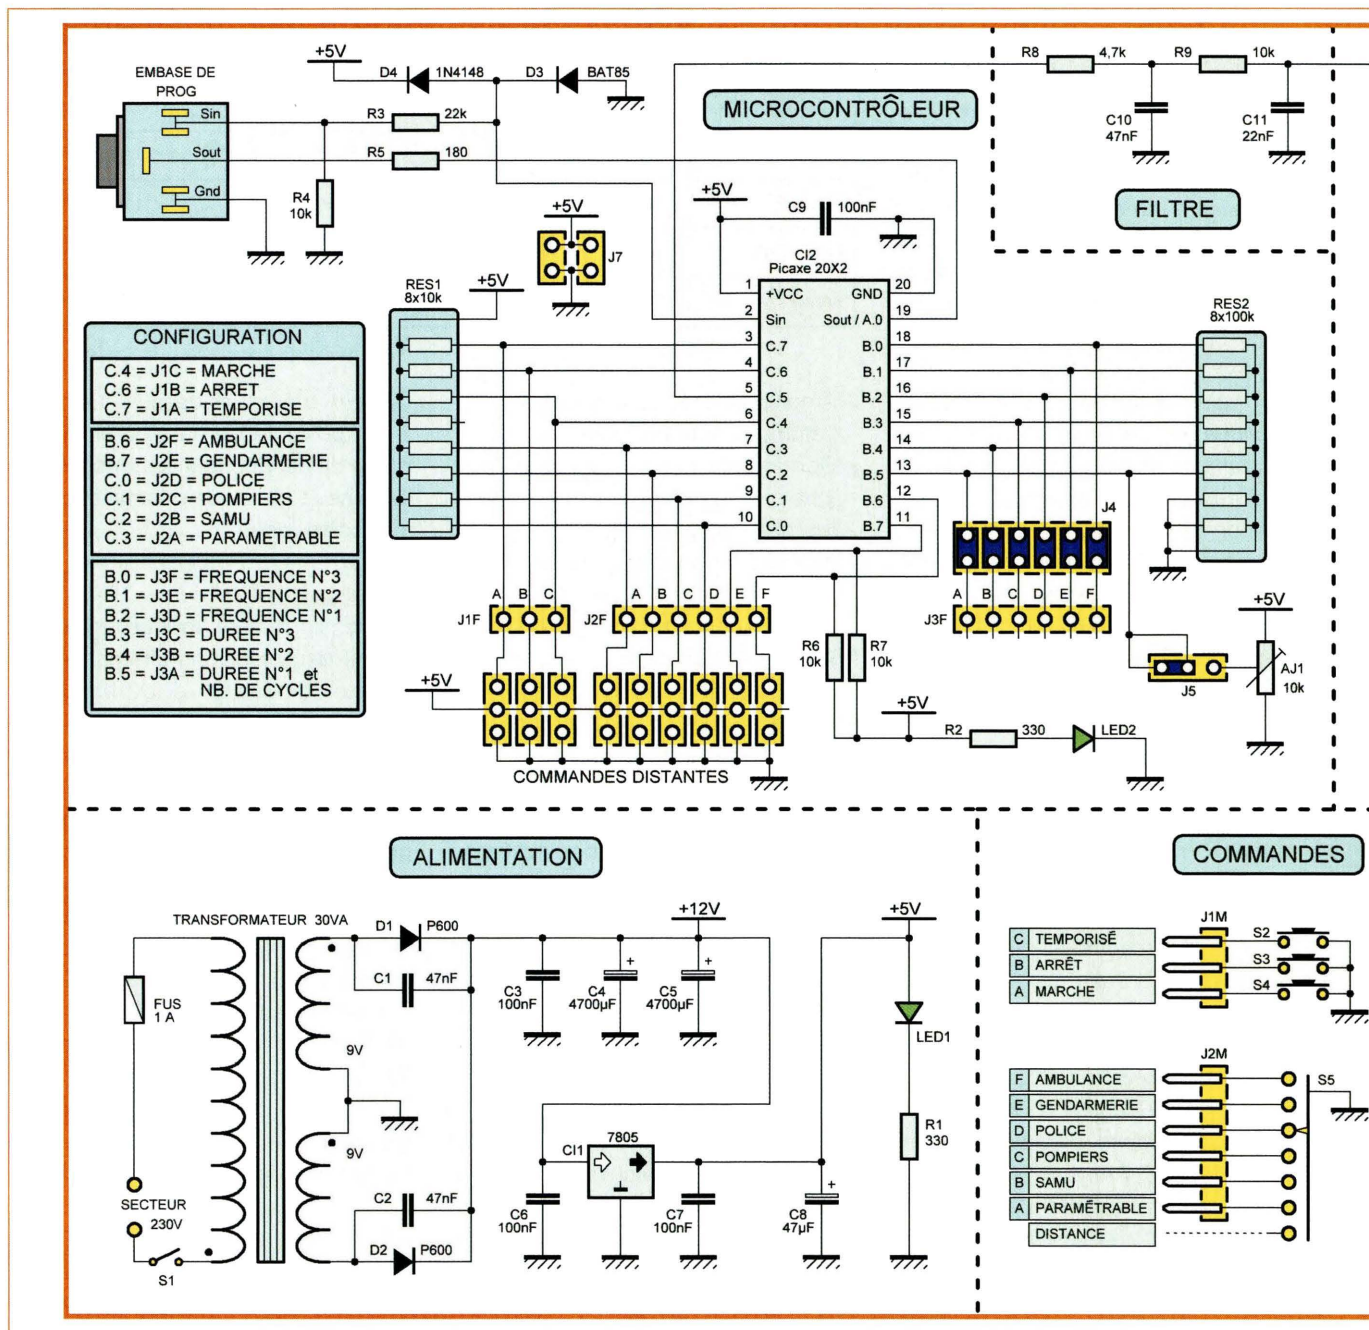 +5V
EMBASE DE
PROG
Sin
Sout
Gnd
D4
1N4148
D3
BAT85
R3
22k
R5
180
R4
10k
MICROCONTRÔLEUR
R8
4,7k
R9
10k
C10
47nF
C11
22nF
FILTRE
+5V
J7
+5V
C9
100nF
CI2
Picaxe 20X2
1
+VCC
GND
20
2
Sin
Sout / A.0
19
3
C.7
B.0
18
4
C.6
B.1
17
5
C.5
B.2
16
6
C.4
B.3
15
7
C.3
B.4
14
8
C.2
B.5
13
9
C.1
B.6
12
10
C.0
B.7
11
RES1
8x10k
+5V
RES2
8x100k
CONFIGURATION
C.4 = J1C = MARCHE
C.6 = J1B = ARRET
C.7 = J1A = TEMPORISE
B.6 = J2F = AMBULANCE
B.7 = J2E = GENDARMERIE
C.0 = J2D = POLICE
C.1 = J2C = POMPIERS
C.2 = J2B = SAMU
C.3 = J2A = PARAMETRABLE
B.0 = J3F = FREQUENCE N°3
B.1 = J3E = FREQUENCE N°2
B.2 = J3D = FREQUENCE N°1
B.3 = J3C = DUREE N°3
B.4 = J3B = DUREE N°2
B.5 = J3A = DUREE N°1 et
NB. DE CYCLES
A B C
J1F
A B C D E F
J2F
+5V
COMMANDES DISTANTES
R6
10k
R7
10k
J4
A B C D E F
J3F
J5
+5V
AJ1
10k
+5V
R2
330
LED2
ALIMENTATION
TRANSFORMATEUR 30VA
FUS
1 A
SECTEUR
230V
S1
9V
9V
D1
P600
C1
47nF
C2
47nF
D2
P600
C3
100nF
C4
4700µF
+
C5
4700µF
+
+12V
CI1
7805
C6
100nF
C7
100nF
C8
47µF
+
+5V
LED1
R1
330
COMMANDES
J1M
C TEMPORISÉ
S2
B ARRÊT
S3
A MARCHE
S4
J2M
F AMBULANCE
S5
E GENDARMERIE
D POLICE
C POMPIERS
B SAMU
A PARAMÉTRABLE
DISTANCE